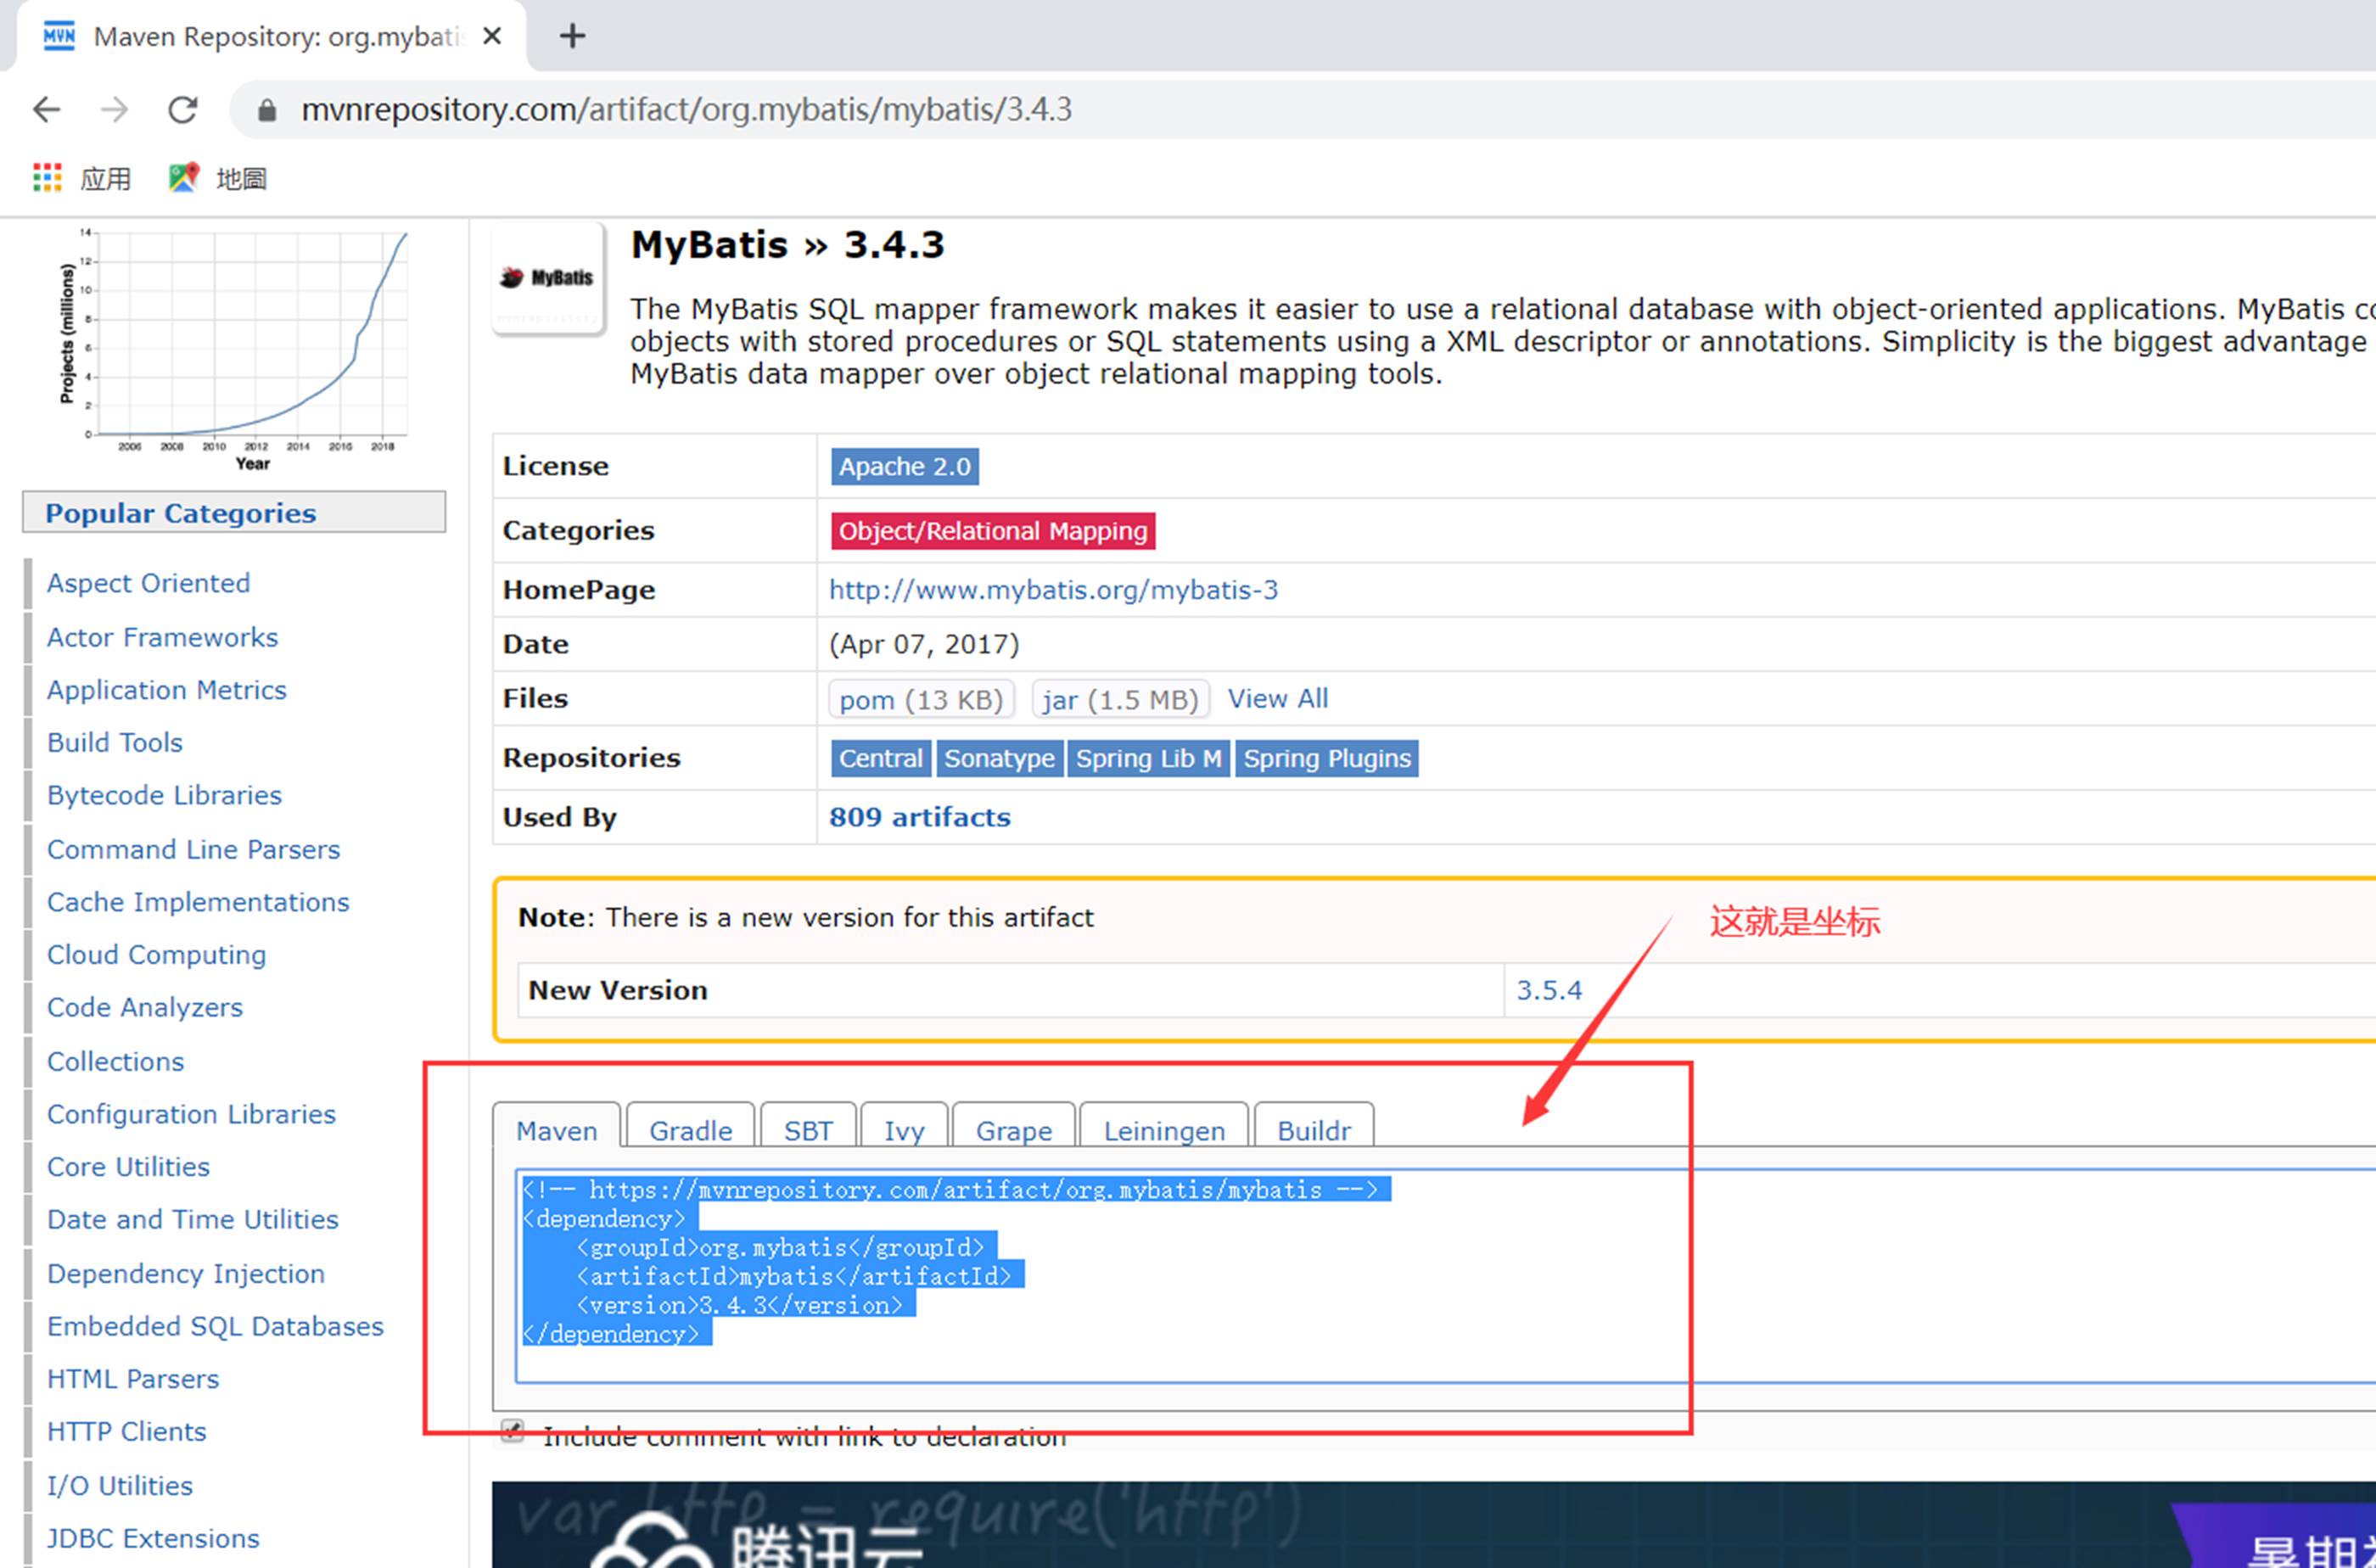 Maven Repository: org.mybati
mvnrepository.com/artifact/org.mybatis/mybatis/3.4.3
应用 地圖
14
12
10
8
6
4
2
0
Projects (millions)
2006 2008 2010 2012 2014 2016 2018
Year
Popular Categories
Aspect Oriented
Actor Frameworks
Application Metrics
Build Tools
Bytecode Libraries
Command Line Parsers
Cache Implementations
Cloud Computing
Code Analyzers
Collections
Configuration Libraries
Core Utilities
Date and Time Utilities
Dependency Injection
Embedded SQL Databases
HTML Parsers
HTTP Clients
I/O Utilities
JDBC Extensions
MyBatis
MyBatis » 3.4.3
The MyBatis SQL mapper framework makes it easier to use a relational database with object-oriented applications. MyBatis co
objects with stored procedures or SQL statements using a XML descriptor or annotations. Simplicity is the biggest advantage
MyBatis data mapper over object relational mapping tools.
License Apache 2.0
Categories Object/Relational Mapping
HomePage http://www.mybatis.org/mybatis-3
Date (Apr 07, 2017)
Files pom (13 KB) jar (1.5 MB) View All
Repositories Central Sonatype Spring Lib M Spring Plugins
Used By 809 artifacts
Note: There is a new version for this artifact
这就是坐标
New Version 3.5.4
Maven Gradle SBT Ivy Grape Leiningen Buildr
<!-- https://mvnrepository.com/artifact/org.mybatis/mybatis -->
<dependency>
    <groupId>org.mybatis</groupId>
    <artifactId>mybatis</artifactId>
    <version>3.4.3</version>
</dependency>
Include comment with link to declaration
var http = require('http')
腾讯云